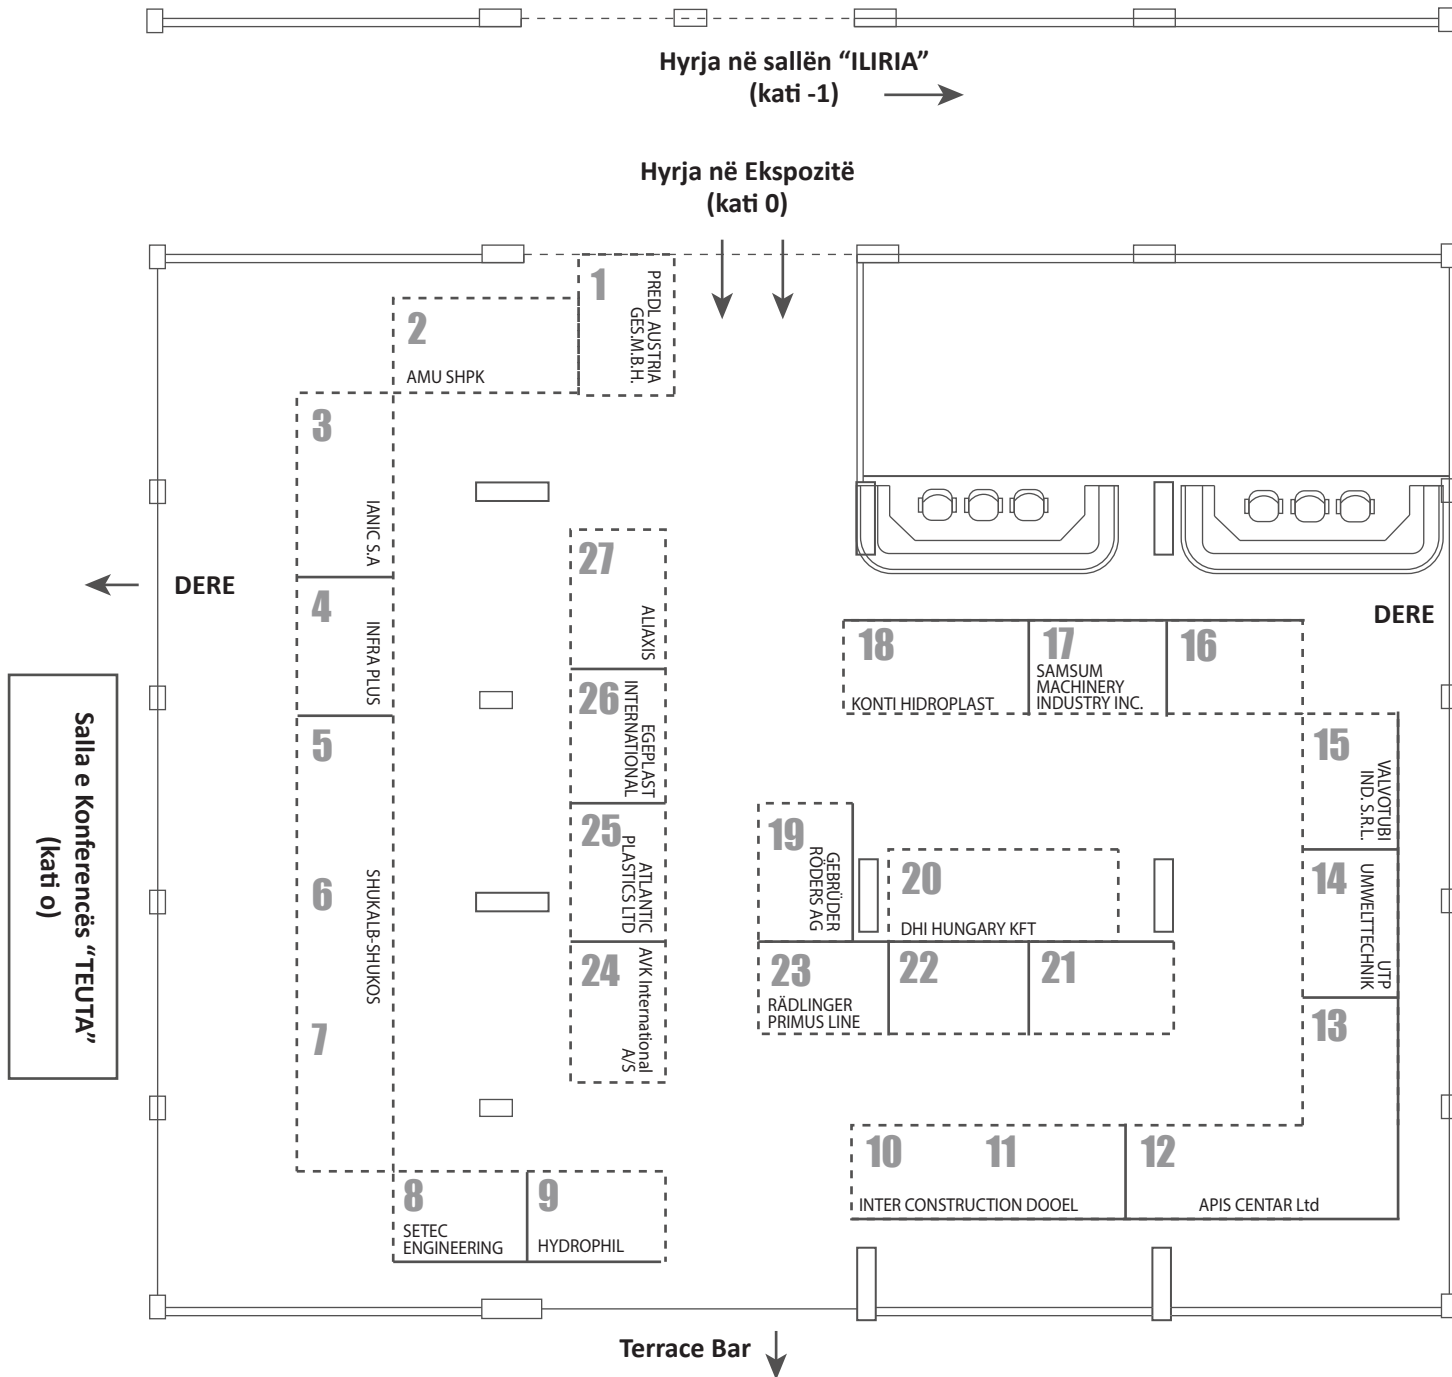 Hyrja në sallën “ILIRIA”
(kati -1)
Hyrja në Ekspozitë
(kati 0)
1
PREDL AUSTRIA
GES.M.B.H.
2
AMU SHPK
3
IANIC S.A
4
INFRA PLUS
5
6
7
SHUKALB-SHUKOS
8
SETEC
ENGINEERING
9
HYDROPHIL
DERE
Salla e Konferencës “TEUTA”
(kati o)
27
ALIAXIS
26
EGEPLAST
INTERNATIONAL
25
ATLANTIC
PLASTICS LTD
24
AVK International
A/S
18
KONTI HIDROPLAST
17
SAMSUM
MACHINERY
INDUSTRY INC.
16
DERE
15
VALVOTUBI
IND. S.R.L.
14
UTP
UMWELTTECHNIK
13
19
GEBRÜDER
RÖDERS AG
20
DHI HUNGARY KFT
23
RÄDLINGER
PRIMUS LINE
22
21
10
11
INTER CONSTRUCTION DOOEL
12
APIS CENTAR Ltd
Terrace Bar